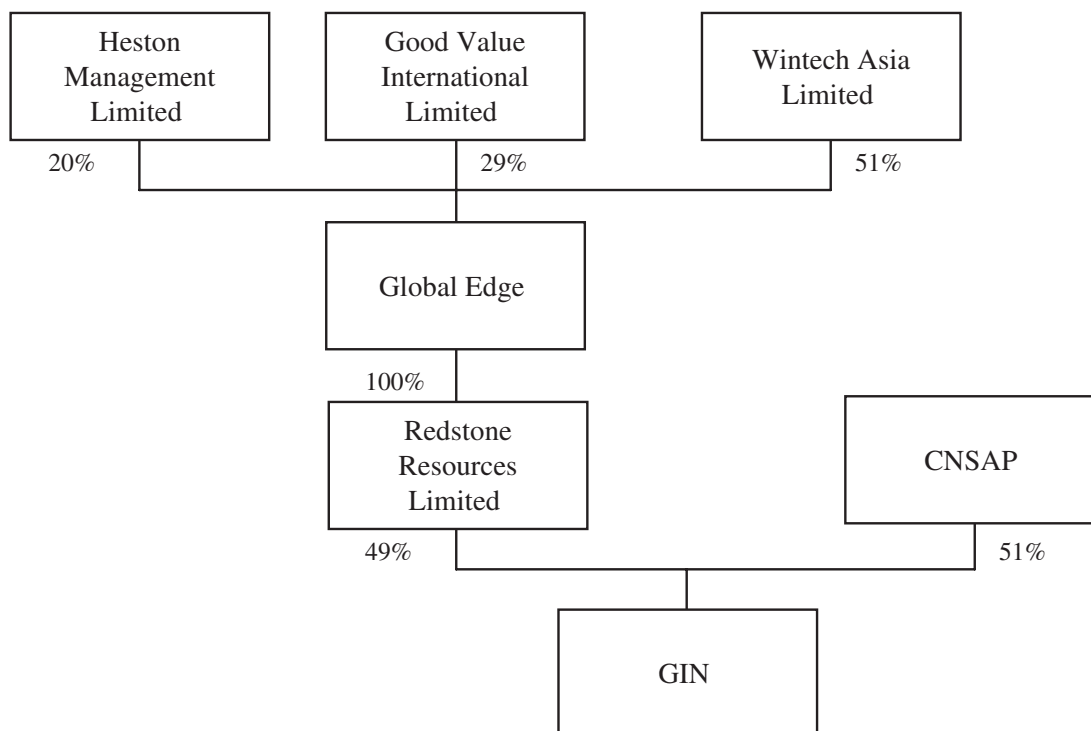 Heston
Management
Limited
Good Value
International
Limited
Wintech Asia
Limited
20%
29%
51%
Global Edge
100%
Redstone
Resources
Limited
CNSAP
49%
51%
GIN